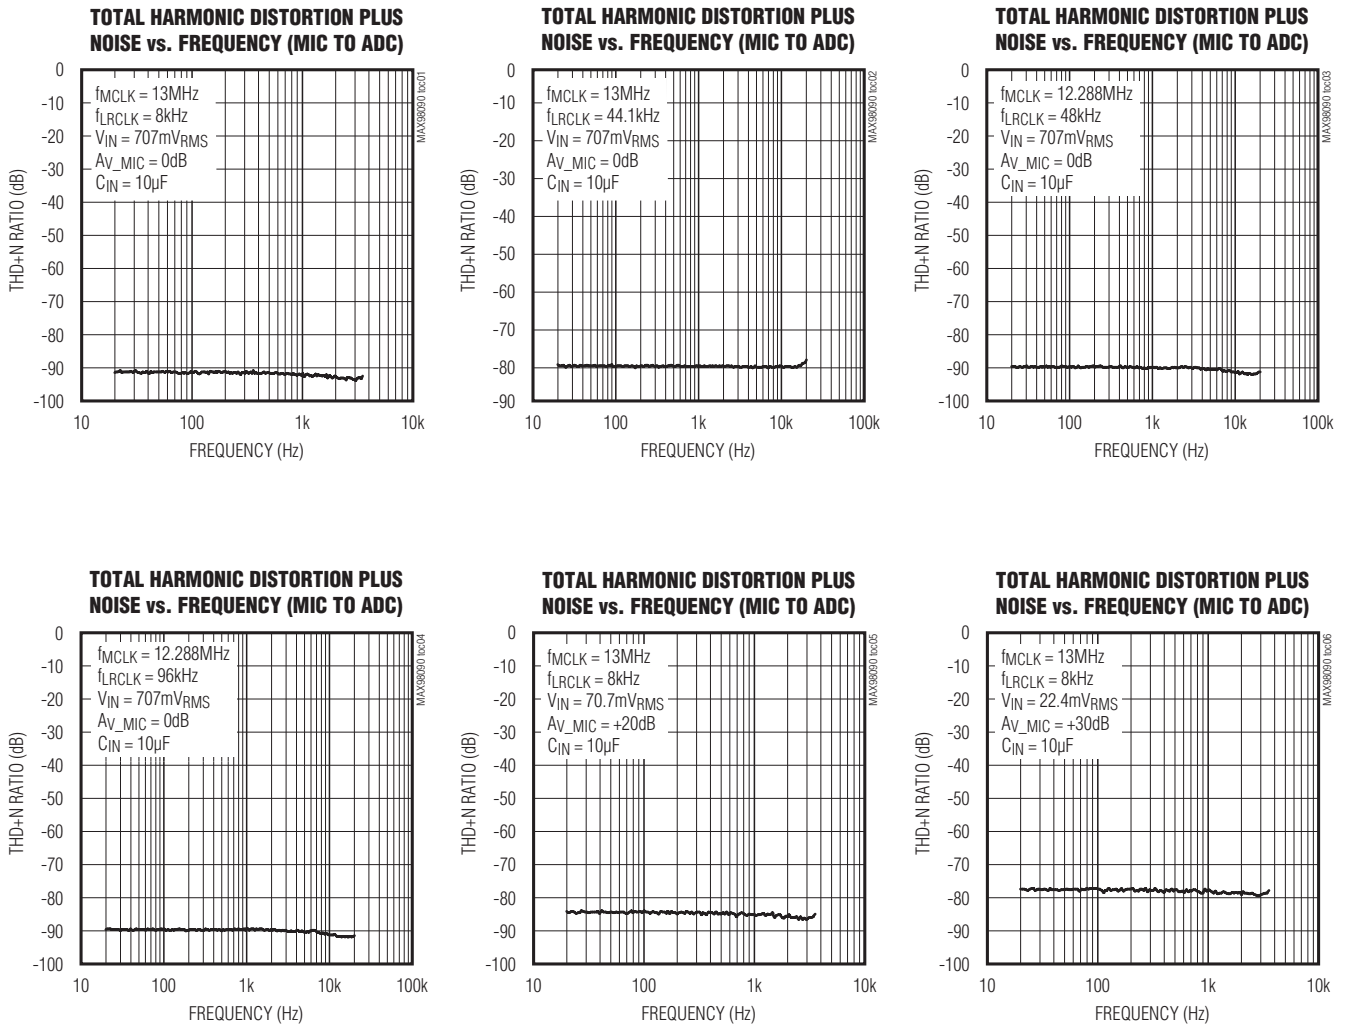 TOTAL HARMONIC DISTORTION PLUS
NOISE vs. FREQUENCY (MIC TO ADC)
MAX98090 toc01
fMCLK = 13MHz
fLRCLK = 8kHz
VIN = 707mVRMS
AV_MIC = 0dB
CIN = 10µF
THD+N RATIO (dB)
0
-10
-20
-30
-40
-50
-60
-70
-80
-90
-100
10
100
1k
10k
FREQUENCY (Hz)
TOTAL HARMONIC DISTORTION PLUS
NOISE vs. FREQUENCY (MIC TO ADC)
MAX98090 toc02
fMCLK = 13MHz
fLRCLK = 44.1kHz
VIN = 707mVRMS
AV_MIC = 0dB
CIN = 10µF
THD+N RATIO (dB)
0
-10
-20
-30
-40
-50
-60
-70
-80
-90
10
100
1k
10k
100k
FREQUENCY (Hz)
TOTAL HARMONIC DISTORTION PLUS
NOISE vs. FREQUENCY (MIC TO ADC)
MAX98090 toc03
fMCLK = 12.288MHz
fLRCLK = 48kHz
VIN = 707mVRMS
AV_MIC = 0dB
CIN = 10µF
THD+N RATIO (dB)
0
-10
-20
-30
-40
-50
-60
-70
-80
-90
-100
10
100
1k
10k
100k
FREQUENCY (Hz)
TOTAL HARMONIC DISTORTION PLUS
NOISE vs. FREQUENCY (MIC TO ADC)
MAX98090 toc04
fMCLK = 12.288MHz
fLRCLK = 96kHz
VIN = 707mVRMS
AV_MIC = 0dB
CIN = 10µF
THD+N RATIO (dB)
0
-10
-20
-30
-40
-50
-60
-70
-80
-90
-100
10
100
1k
10k
100k
FREQUENCY (Hz)
TOTAL HARMONIC DISTORTION PLUS
NOISE vs. FREQUENCY (MIC TO ADC)
MAX98090 toc05
fMCLK = 13MHz
fLRCLK = 8kHz
VIN = 70.7mVRMS
AV_MIC = +20dB
CIN = 10µF
THD+N RATIO (dB)
0
-10
-20
-30
-40
-50
-60
-70
-80
-90
-100
10
100
1k
10k
FREQUENCY (Hz)
TOTAL HARMONIC DISTORTION PLUS
NOISE vs. FREQUENCY (MIC TO ADC)
MAX98090 toc06
fMCLK = 13MHz
fLRCLK = 8kHz
VIN = 22.4mVRMS
AV_MIC = +30dB
CIN = 10µF
THD+N RATIO (dB)
0
-10
-20
-30
-40
-50
-60
-70
-80
-90
-100
10
100
1k
10k
FREQUENCY (Hz)